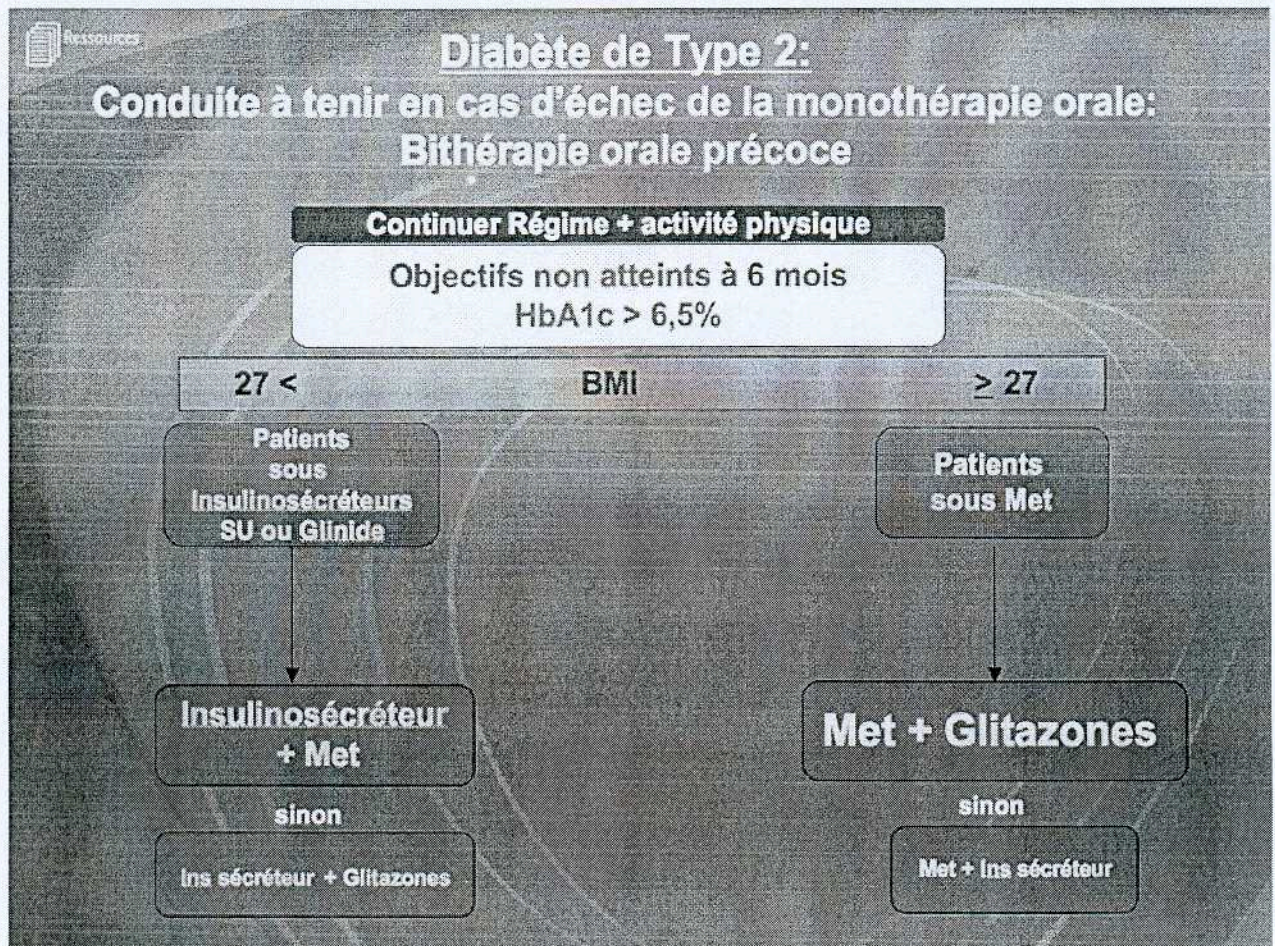 Ressources
Diabète de Type 2:
Conduite à tenir en cas d'échec de la monothérapie orale:
Bithérapie orale précoce
Continuer Régime + activité physique
Objectifs non atteints à 6 mois
HbA1c > 6,5%
27 < BMI ≥ 27
Patients
sous
Insulinosécréteurs
SU ou Glinide
Patients
sous Met
Insulinosécréteur
+ Met
Met + Glitazones
sinon
sinon
Ins sécréteur + Glitazones
Met + Ins sécréteur